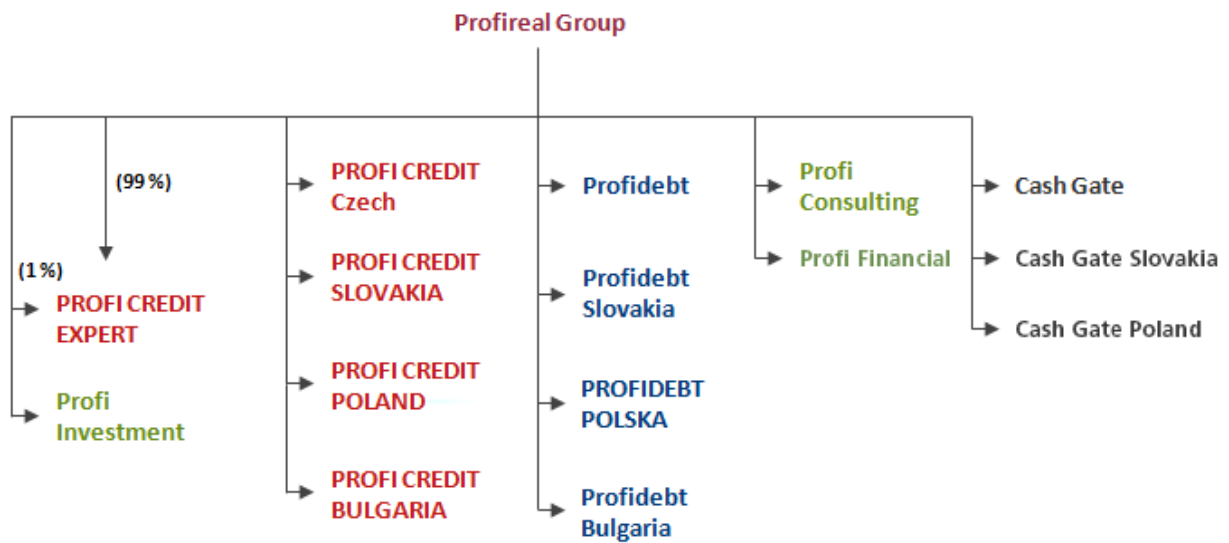 Profireal Group
(99%)
(1%)
PROFI CREDIT
EXPERT
Profi
Investment
PROFI CREDIT
Czech
PROFI CREDIT
SLOVAKIA
PROFI CREDIT
POLAND
PROFI CREDIT
BULGARIA
Profidebt
Profidebt
Slovakia
PROFIDEBT
POLSKA
Profidebt
Bulgaria
Profi
Consulting
Profi Financial
Cash Gate
Cash Gate Slovakia
Cash Gate Poland